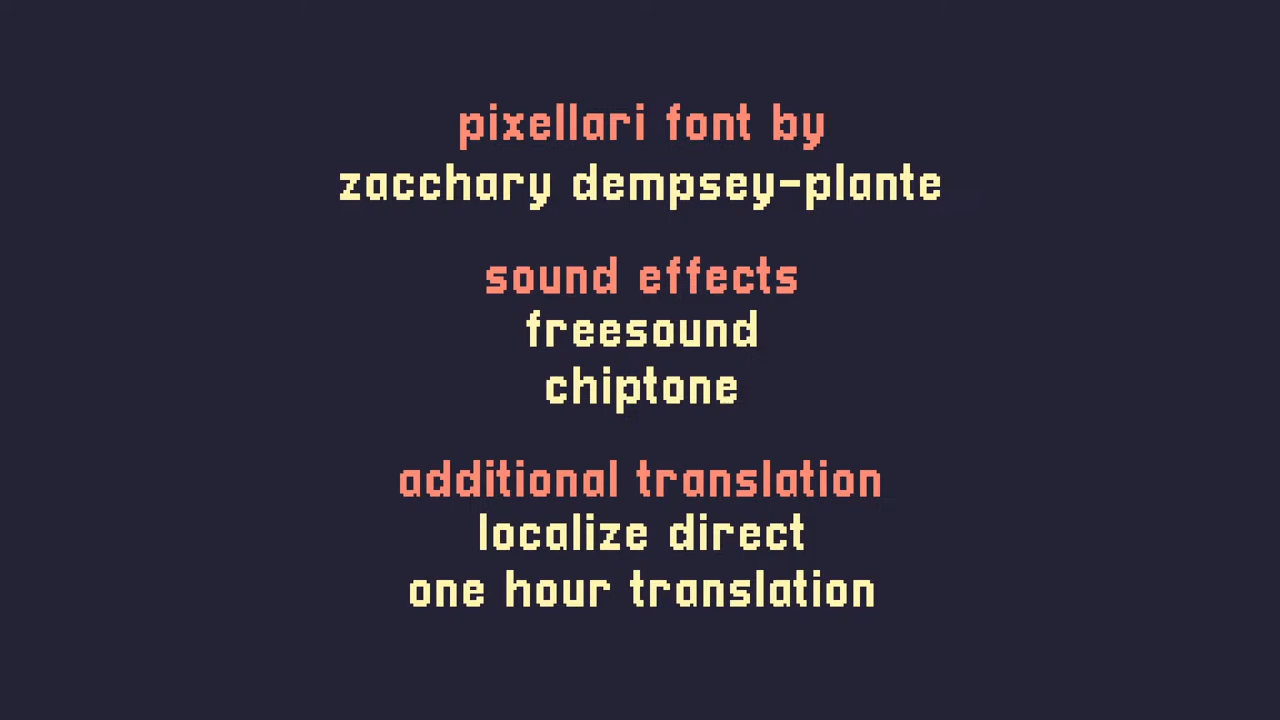 pixellari font by
zacchary dempsey-plante
sound effects
freesound
chiptone
additional translation
localize direct
one hour translation